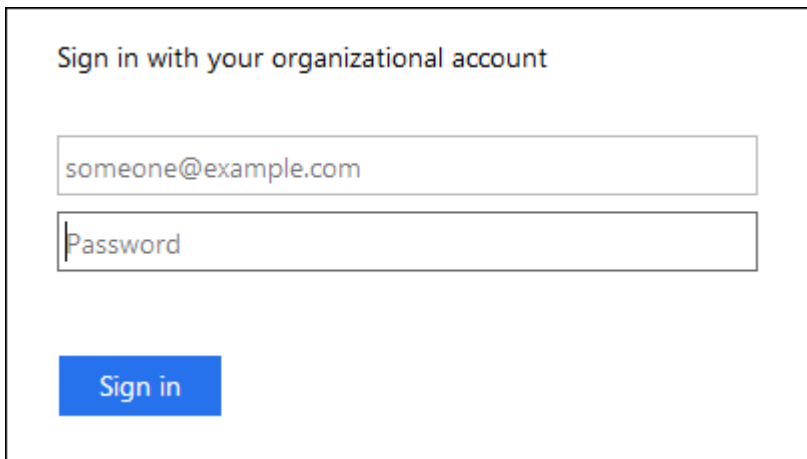 Sign in with your organizational account
someone@example.com
Password
Sign in